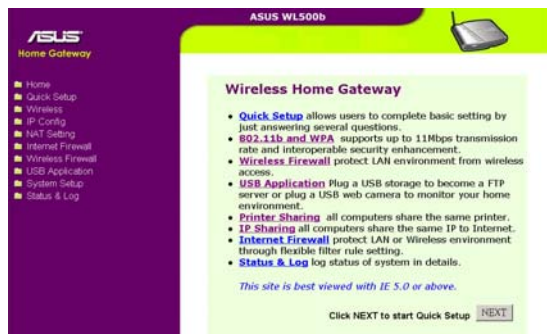 ASUS WL500b
ASUS
Home Gateway
Home
Quick Setup
Wireless
IP Config
NAT Setting
Internet Firewall
Wireless Firewall
USB Application
System Setup
Status & Log
Wireless Home Gateway
Quick Setup allows users to complete basic setting by
just answering several questions.
802.11b and WPA supports up to 11Mbps transmission
rate and interoperable security enhancement.
Wireless Firewall protect LAN environment from wireless
access.
USB Application Plug a USB storage to become a FTP
server or plug a USB web camera to monitor your home
environment.
Printer Sharing all computers share the same printer.
IP Sharing all computers share the same IP to Internet.
Internet Firewall protect LAN or Wireless environment
through flexible filter rule setting.
Status & Log log status of system in details.
This site is best viewed with IE 5.0 or above.
Click NEXT to start Quick Setup NEXT